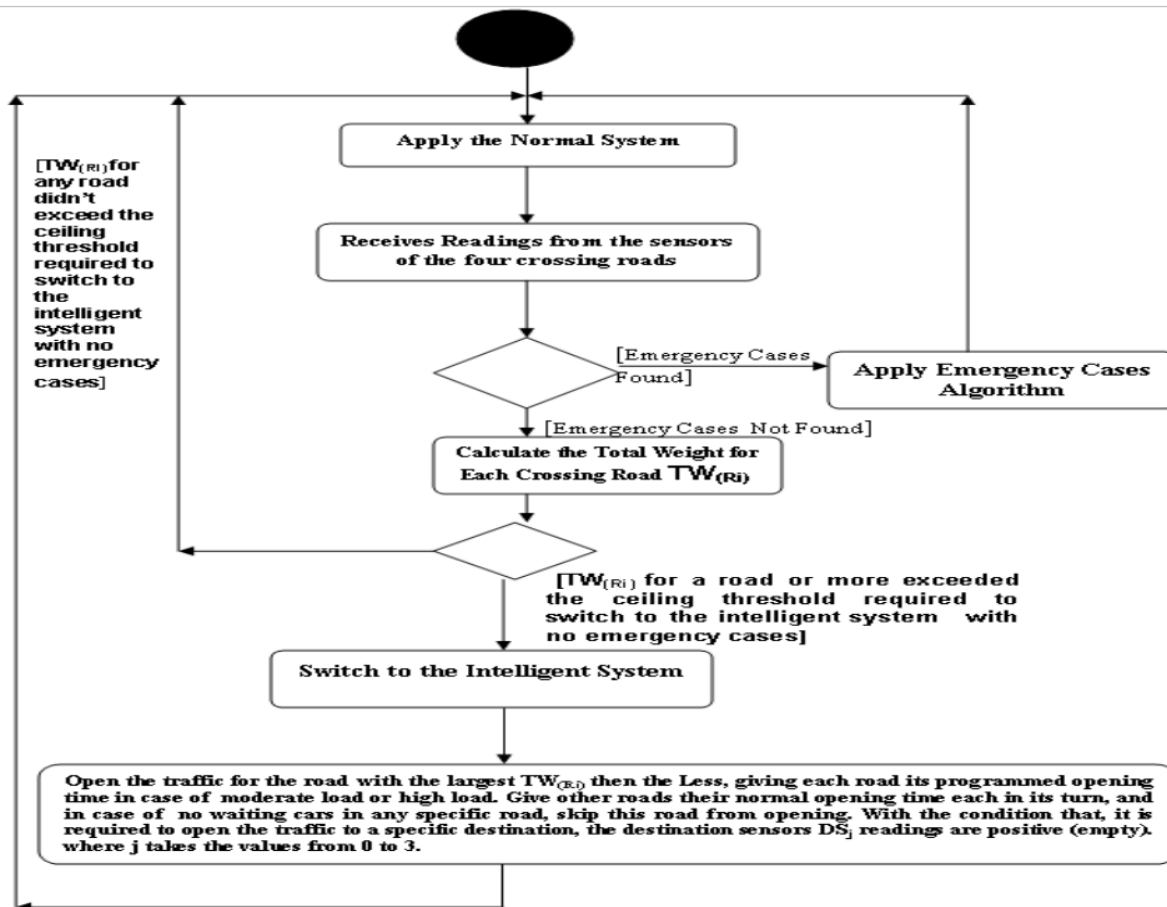 Apply the Normal System
[TW(Ri)for
any road
didn't
exceed the
ceiling
threshold
required to
switch to
the
intelligent
system
with no
emergency
cases]
Receives Readings from the sensors
of the four crossing roads
[Emergency Cases
Found]
Apply Emergency Cases
Algorithm
[Emergency Cases Not Found]
Calculate the Total Weight for
Each Crossing Road TW(Ri)
[TW(Ri) for a road or more exceeded
the ceiling threshold required to
switch to the intelligent system with
no emergency cases]
Switch to the Intelligent System
Open the traffic for the road with the largest TW(Ri) then the Less, giving each road its programmed opening
time in case of moderate load or high load. Give other roads their normal opening time each in its turn, and
in case of no waiting cars in any specific road, skip this road from opening. With the condition that, it is
required to open the traffic to a specific destination, the destination sensors DSj readings are positive (empty).
where j takes the values from 0 to 3.